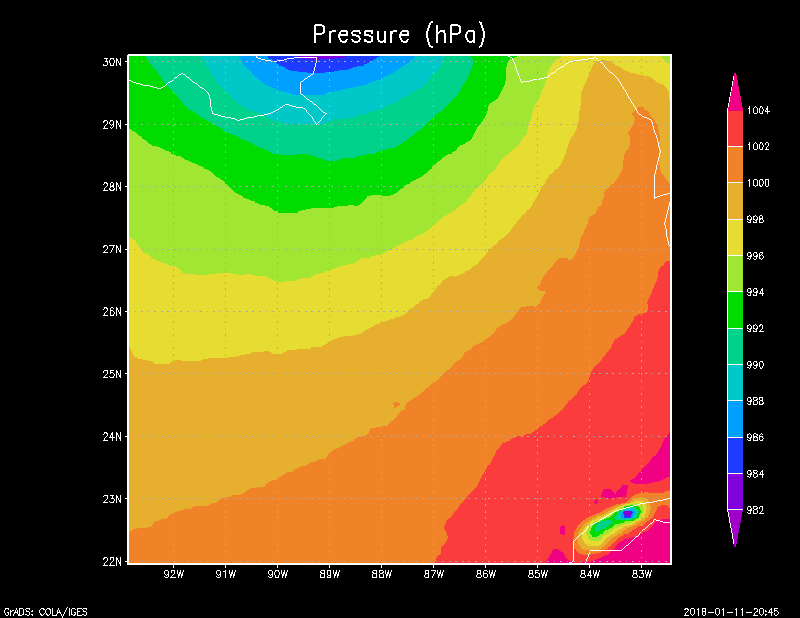 Pressure (hPa)
30N
29N
28N
27N
26N
25N
24N
23N
22N
92W 91W 90W 89W 88W 87W 86W 85W 84W 83W
1004
1002
1000
998
996
994
992
990
988
986
984
982
GrADS: COLA/IGES
2018-01-11-20:45